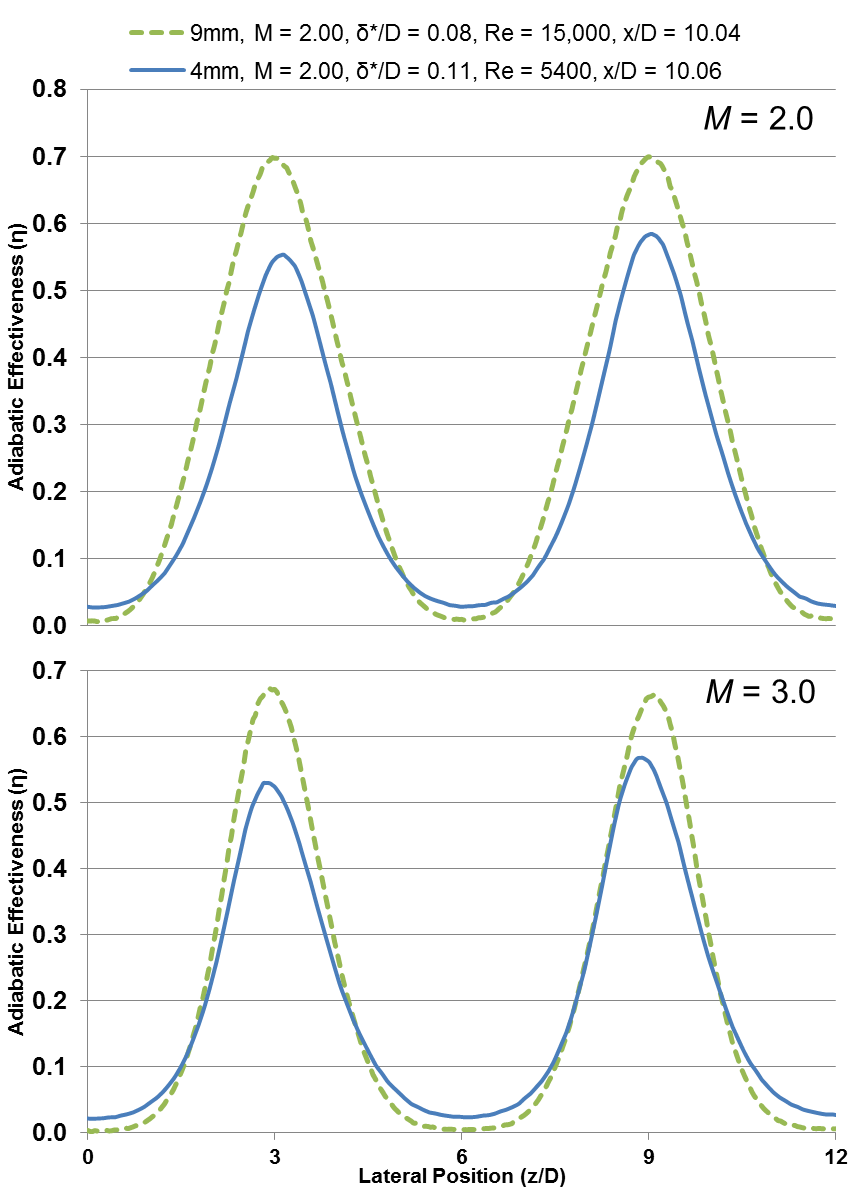 9mm, M = 2.00, δ*/D = 0.08, Re = 15,000, x/D = 10.04
4mm, M = 2.00, δ*/D = 0.11, Re = 5400, x/D = 10.06
M = 2.0
Adiabatic Effectiveness (η)
0.8
0.7
0.6
0.5
0.4
0.3
0.2
0.1
0.0
M = 3.0
Adiabatic Effectiveness (η)
0.7
0.6
0.5
0.4
0.3
0.2
0.1
0.0
0 3 6 9 12
Lateral Position (z/D)